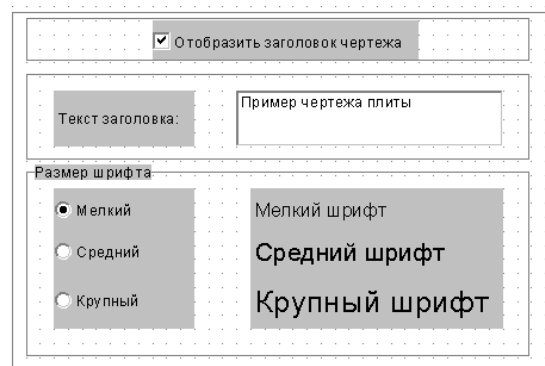 Отобразить заголовок чертежа
Текст заголовка: Пример чертежа плиты
Размер шрифта
Мелкий Мелкий шрифт
Средний Средний шрифт
Крупный Крупный шрифт